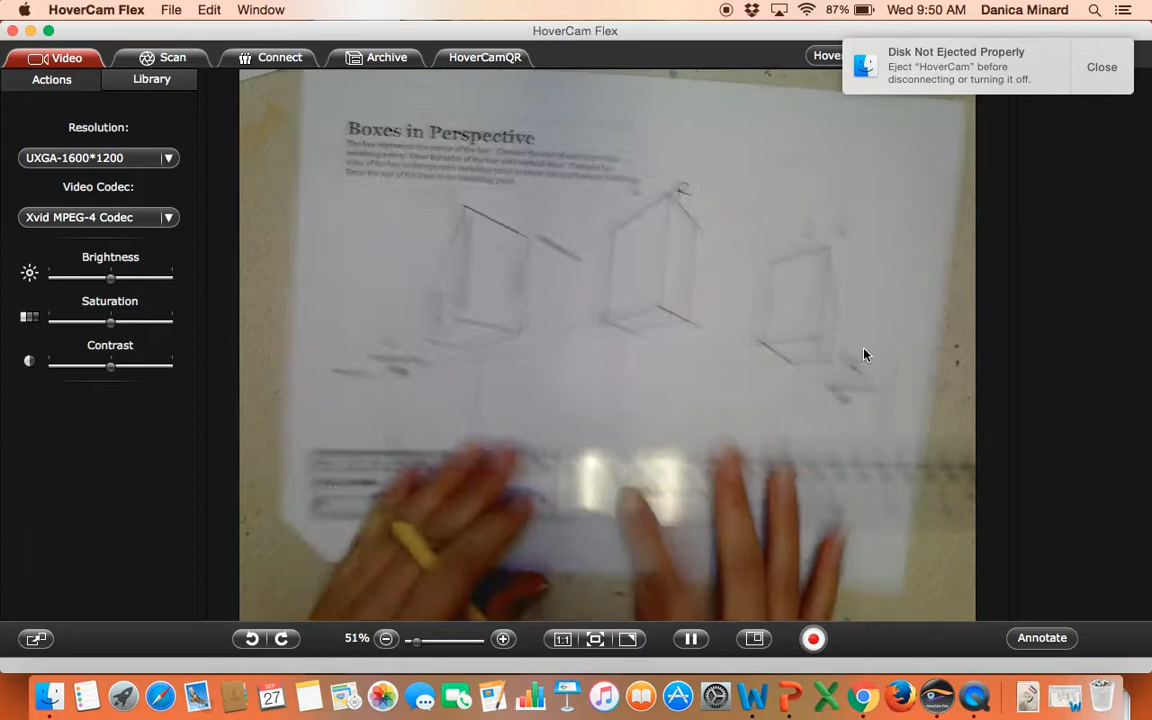 HoverCam Flex File Edit Window 87% Wed 9:50 AM Danica Minard
HoverCam Flex
Video Scan Connect Archive HoverCamQR Hove
Disk Not Ejected Properly
Eject “HoverCam” before
disconnecting or turning it off.
Close
Actions Library
Resolution:
UXGA-1600*1200
Video Codec:
Xvid MPEG-4 Codec
Brightness
Saturation
Contrast
Boxes in Perspective
51% 1:1 Annotate
SEP
27